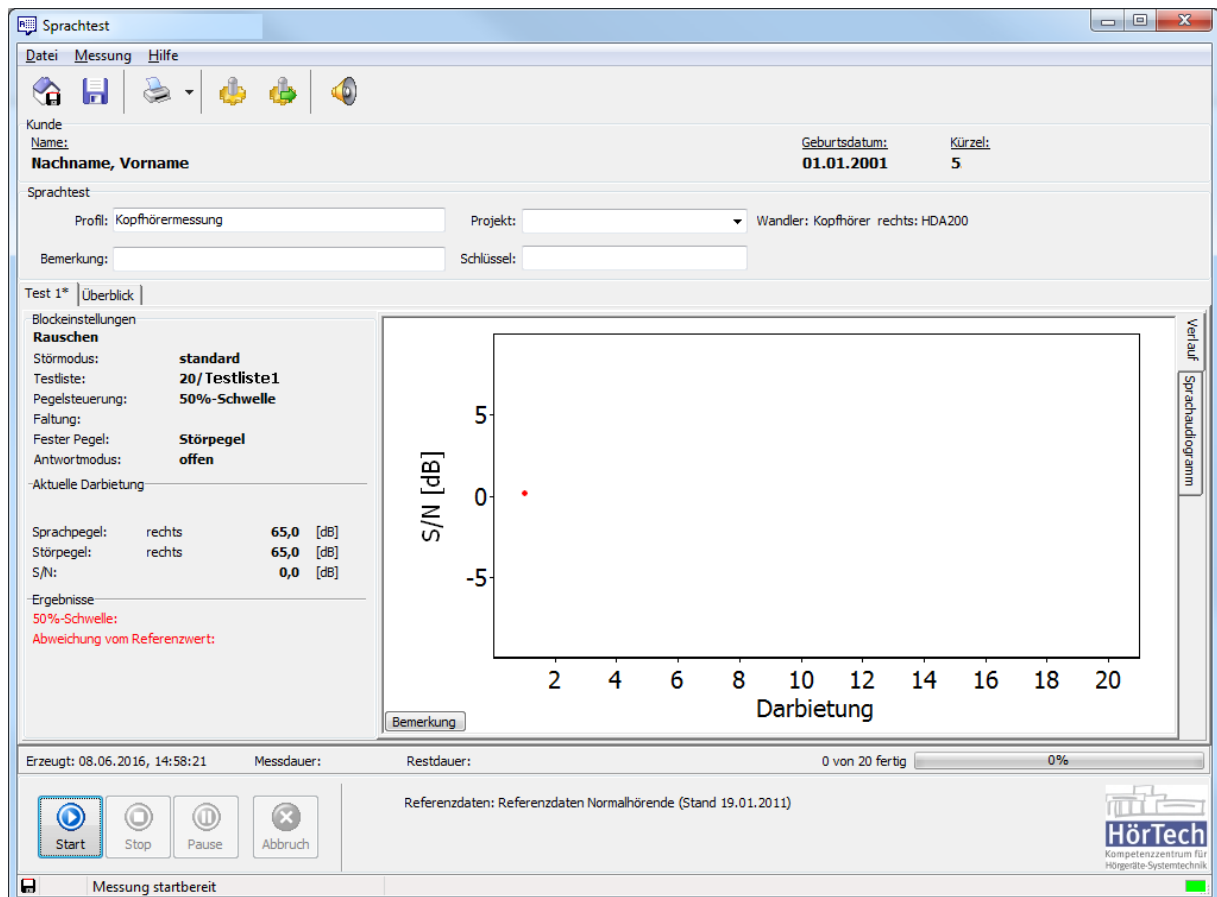 Sprachtest
Datei Messung Hilfe
Kunde
Name: Geburtsdatum: Kürzel:
Nachname, Vorname 01.01.2001 5
Sprachtest
Profil: Kopfhörermessung Projekt: Wandler: Kopfhörer rechts: HDA200
Bemerkung: Schlüssel:
Test 1* Überblick
Blockeinstellungen
Rauschen
Störmodus: standard
Testliste: 20/Testliste1
Pegelsteuerung: 50%-Schwelle
Faltung:
Fester Pegel: Störpegel
Antwortmodus: offen
Aktuelle Darbietung
Sprachpegel: rechts 65,0 [dB]
Störpegel: rechts 65,0 [dB]
S/N: 0,0 [dB]
Ergebnisse
50%-Schwelle:
Abweichung vom Referenzwert:
S/N [dB]
5
0
-5
2 4 6 8 10 12 14 16 18 20
Darbietung
Bemerkung
Verlauf
Sprachaudiogramm
Erzeugt: 08.06.2016, 14:58:21 Messdauer: Restdauer: 0 von 20 fertig 0%
Start Stop Pause Abbruch
Referenzdaten: Referenzdaten Normalhörende (Stand 19.01.2011)
HörTech
Kompetenzzentrum für
Hörgeräte-Systemtechnik
Messung startbereit